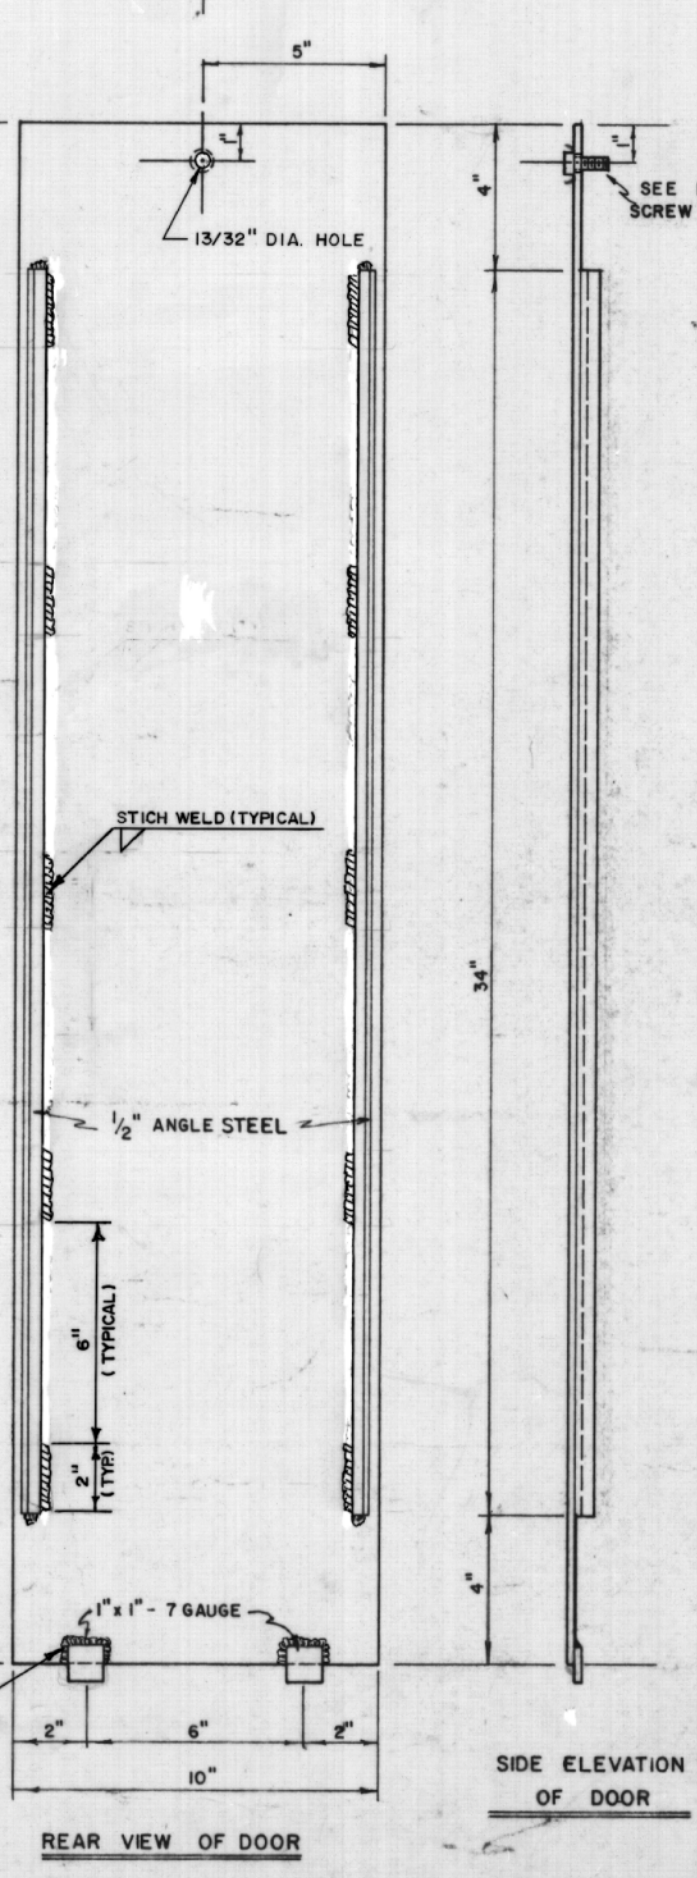 5"
1"
13/32" DIA. HOLE
4"
1"
SEE
SCREW
STICH WELD (TYPICAL)
34"
1/2" ANGLE STEEL
6"
(TYPICAL)
2"
(TYP.)
4"
1" x 1" - 7 GAUGE
2"
6"
2"
10"
REAR VIEW OF DOOR
SIDE ELEVATION
OF DOOR